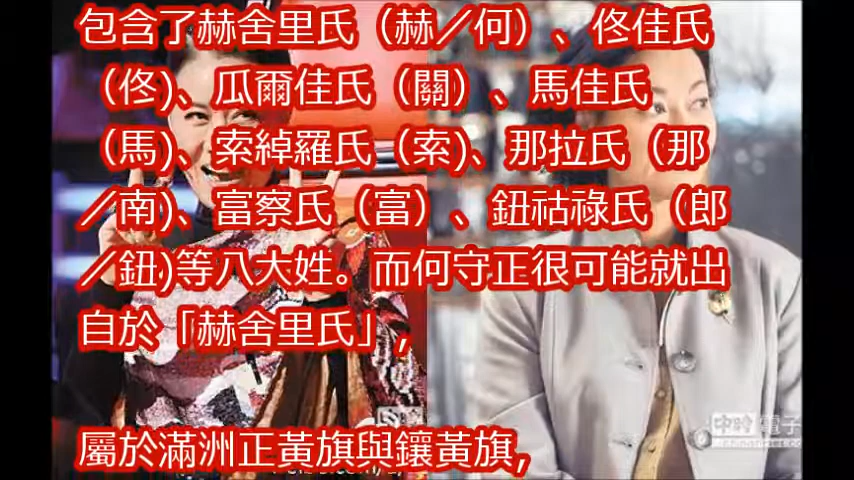 包含了赫舍里氏（赫／何）、佟佳氏
（佟)、瓜爾佳氏（關）、馬佳氏
（馬)、索綽羅氏（索)、那拉氏（那
／南)、富察氏（富）、鈕祜祿氏（郎
／鈕)等八大姓。而何守正很可能就出
自於「赫舍里氏」,
屬於滿洲正黃旗與鑲黃旗,
中時電子